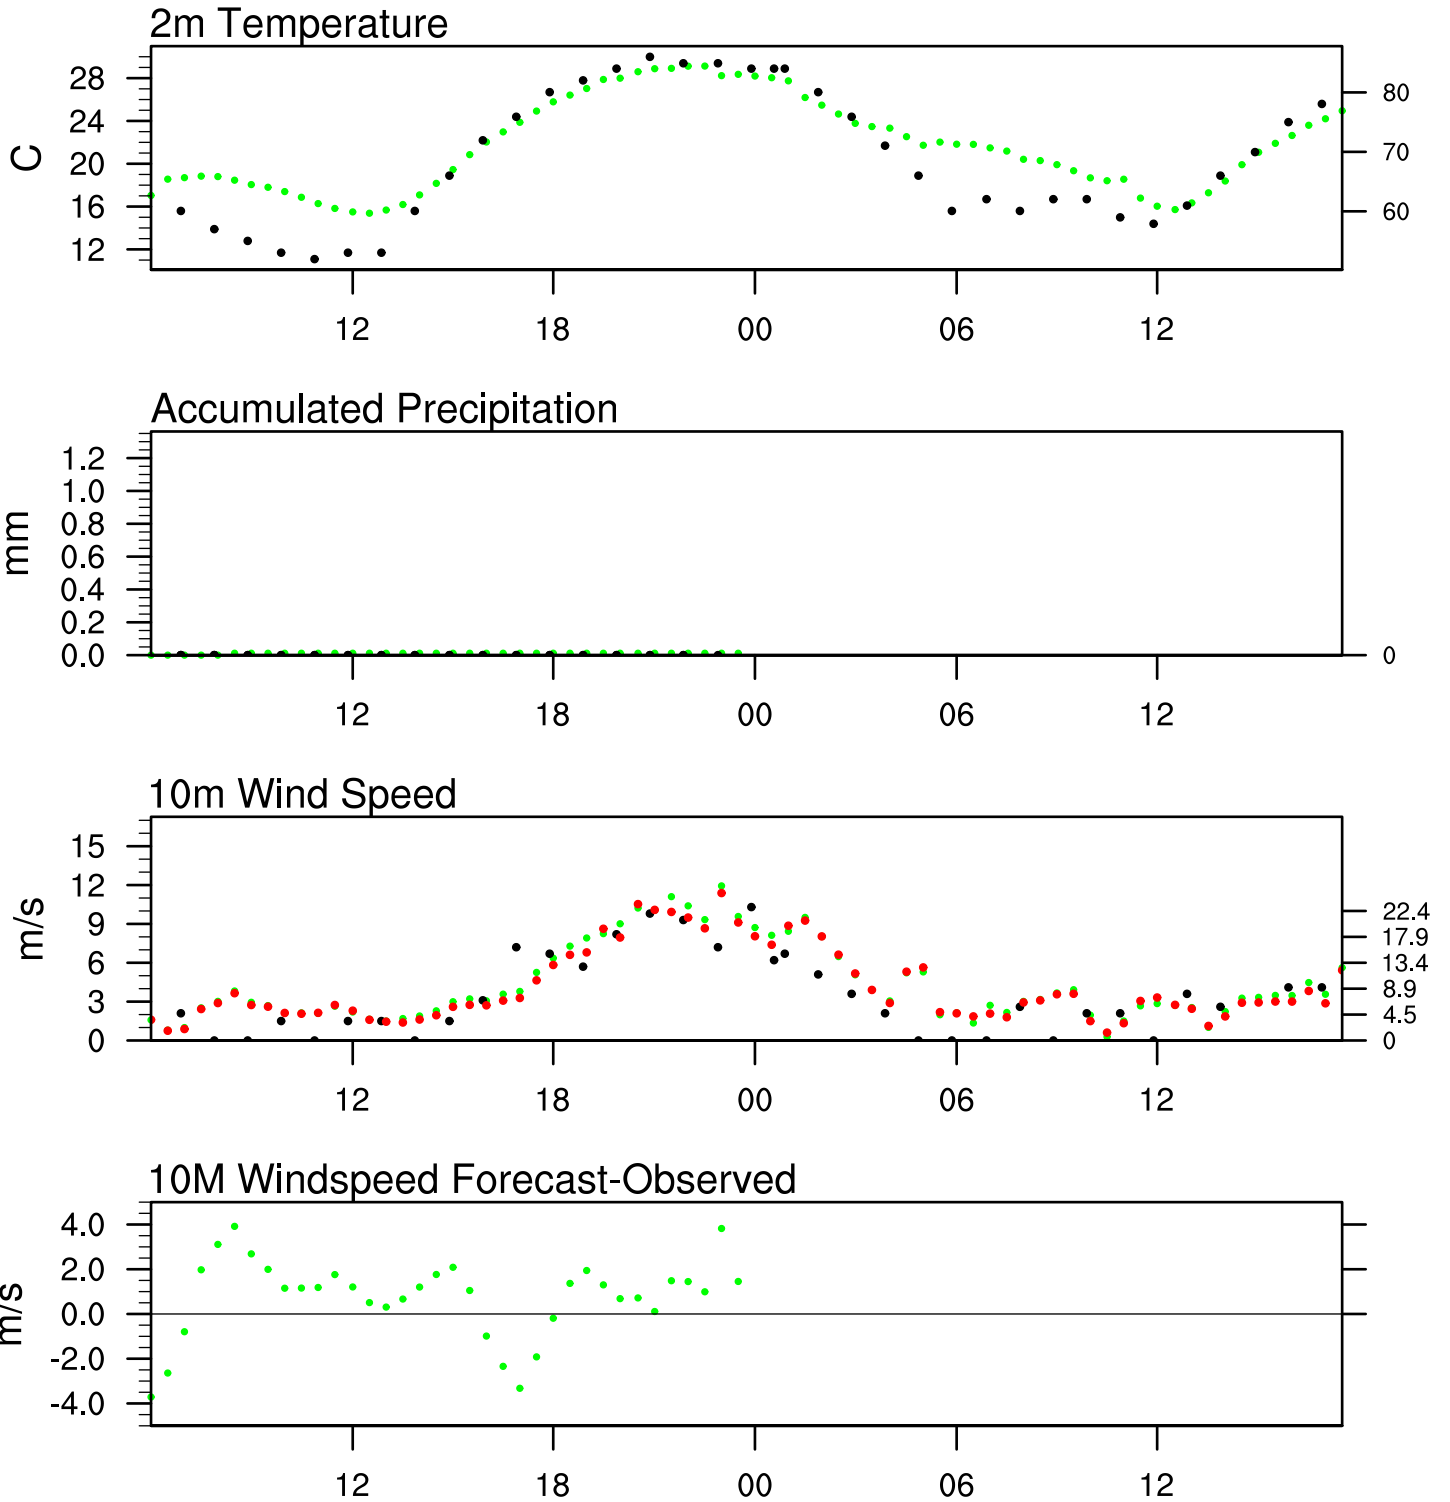 2m Temperature
28
24
20
16
12
C
80
70
60
12 18 00 06 12
Accumulated Precipitation
1.2
1.0
0.8
0.6
0.4
0.2
0.0
mm
0
12 18 00 06 12
10m Wind Speed
15
12
9
6
3
0
m/s
22.4
17.9
13.4
8.9
4.5
0
12 18 00 06 12
10M Windspeed Forecast-Observed
4.0
2.0
0.0
-2.0
-4.0
m/s
12 18 00 06 12